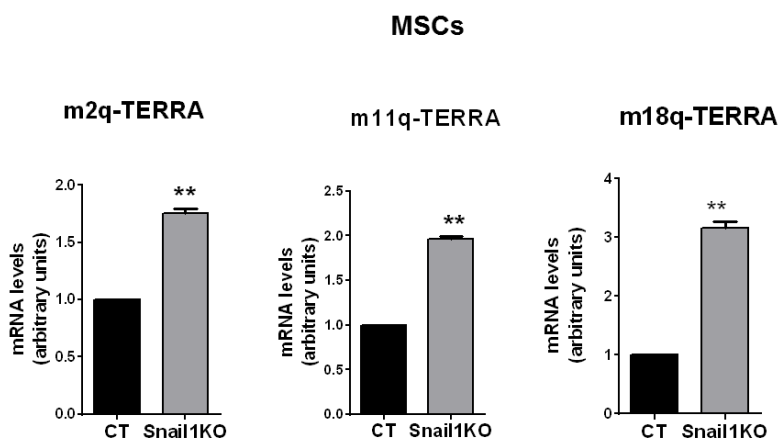 MSCs
m2q-TERRA
mRNA levels
(arbitrary units)
2.0
**
1.5
1.0
0.5
0.0
CT Snail1KO
m11q-TERRA
mRNA levels
(arbitrary units)
2.5
**
2.0
1.5
1.0
0.5
0.0
CT Snail1KO
m18q-TERRA
mRNA levels
(arbitrary units)
4
**
3
2
1
0
CT Snail1KO